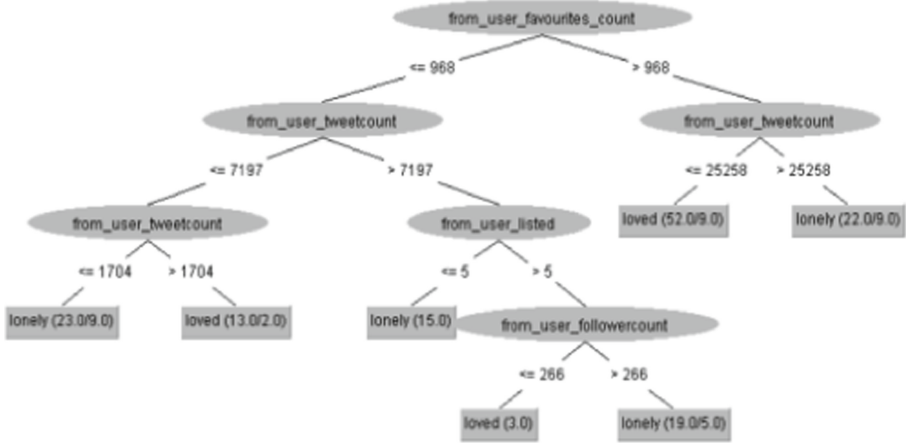 from_user_favourites_count
<= 968 > 968
from_user_tweetcount from_user_tweetcount
<= 7197 > 7197 <= 25258 > 25258
from_user_tweetcount from_user_listed loved (52.0/9.0) lonely (22.0/9.0)
<= 1704 > 1704 <= 5 > 5
lonely (23.0/9.0) loved (13.0/2.0) lonely (15.0) from_user_followercount
<= 266 > 266
loved (3.0) lonely (19.0/5.0)